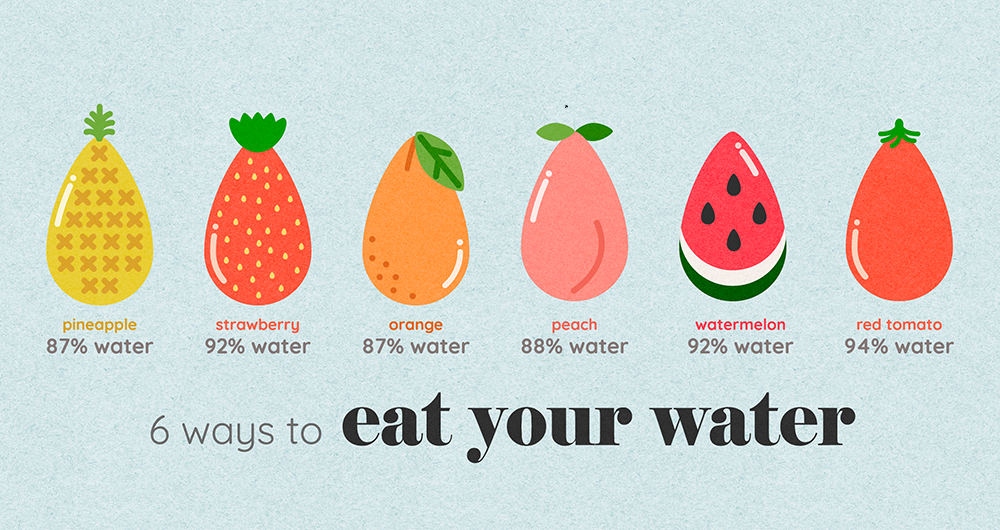 pineapple
87% water
strawberry
92% water
orange
87% water
peach
88% water
watermelon
92% water
red tomato
94% water
6 ways to eat your water